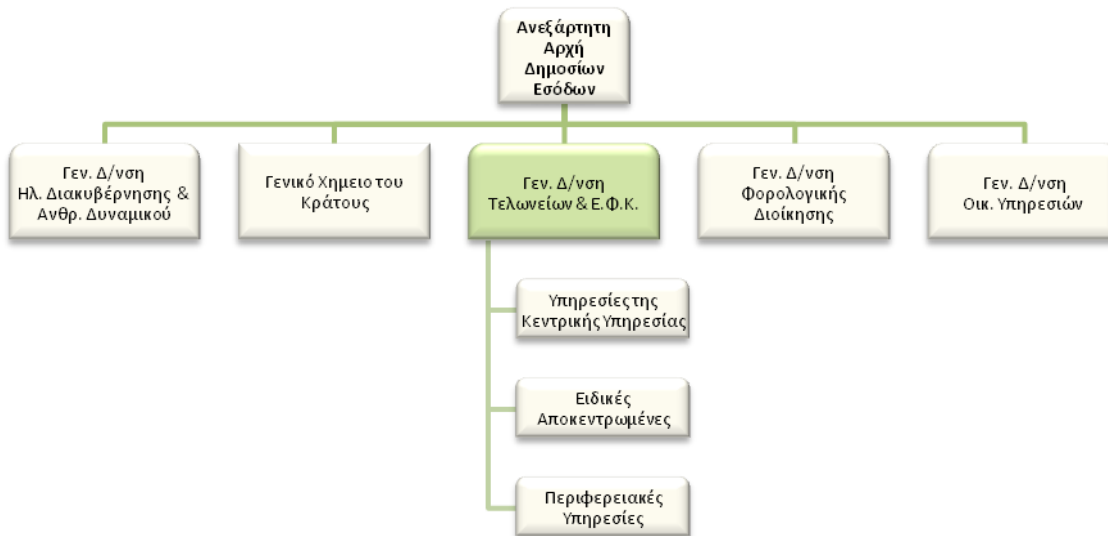 Ανεξάρτητη
Αρχή
Δημοσίων
Εσόδων
Γεν. Δ/νση
Ηλ. Διακυβέρνησης &
Ανθρ. Δυναμικού
Γενικό Χημειο του
Κράτους
Γεν. Δ/νση
Τελωνείων & Ε.Φ.Κ.
Γεν. Δ/νση
Φορολογικής
Διοίκησης
Γεν. Δ/νση
Οικ. Υπηρεσιών
Υπηρεσίες της
Κεντρικής Υπηρεσίας
Ειδικές
Αποκεντρωμένες
Περιφερειακές
Υπηρεσίες